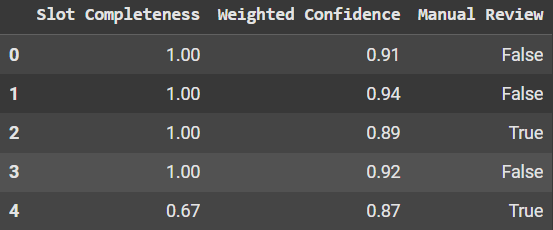 Slot Completeness Weighted Confidence Manual Review
0 1.00 0.91 False
1 1.00 0.94 False
2 1.00 0.89 True
3 1.00 0.92 False
4 0.67 0.87 True